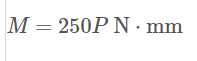 M = 250P N · mm